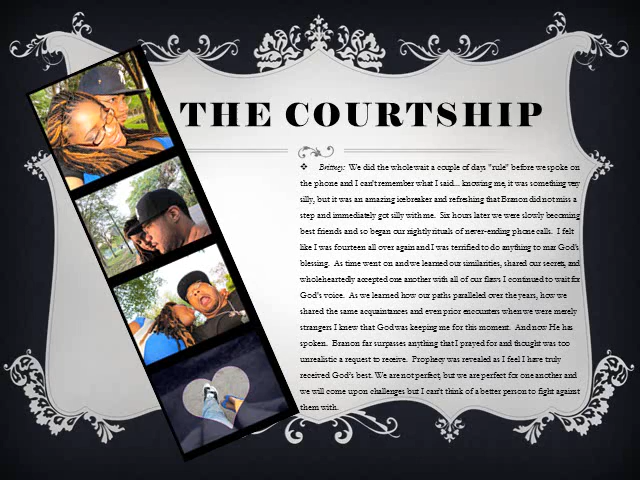 THE COURTSHIP
❖ Brittney: We did the whole wait a couple of days "rule" before we spoke on
the phone and I can't remember what I said... knowing me, it was something very
silly, but it was an amazing icebreaker and refreshing that Branon did not miss a
step and immediately got silly with me. Six hours later we were slowly becoming
best friends and so began our nightly rituals of never-ending phone calls. I felt
like I was fourteen all over again and I was terrified to do anything to mar God's
blessing. As time went on and we learned our similarities, shared our secrets, and
wholeheartedly accepted one another with all of our flaws I continued to wait for
God's voice. As we learned how our paths paralleled over the years, how we
shared the same acquaintances and even prior encounters when we were merely
strangers I knew that God was keeping me for this moment. And now He has
spoken. Branon far surpasses anything that I prayed for and thought was too
unrealistic a request to receive. Prophecy was revealed as I feel I have truly
received God's best. We are not perfect, but we are perfect for one another and
we will come upon challenges but I can't think of a better person to fight against
them with.